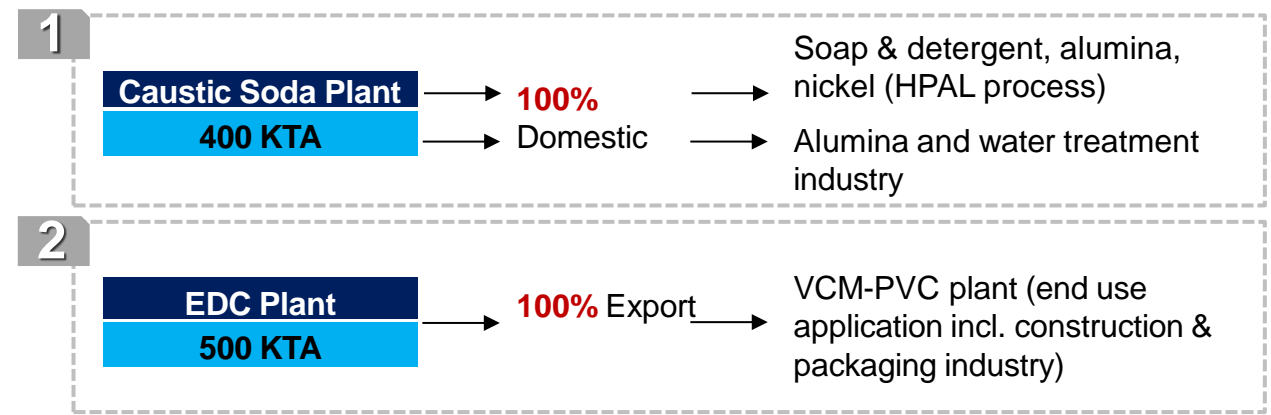 1
Caustic Soda Plant
400 KTA
100%
Domestic
Soap & detergent, alumina,
nickel (HPAL process)
Alumina and water treatment
industry
2
EDC Plant
500 KTA
100% Export
VCM-PVC plant (end use
application incl. construction &
packaging industry)